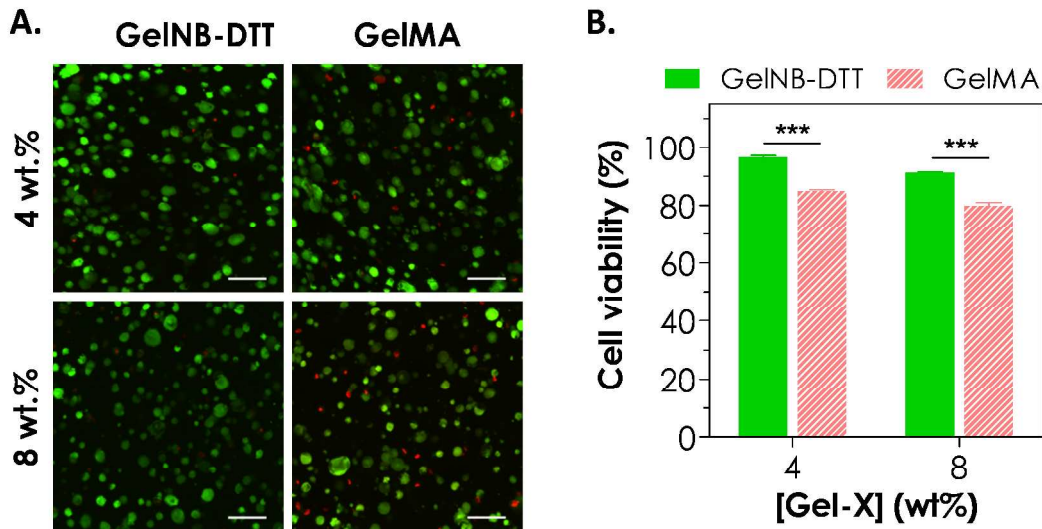 A.
GelNB-DTT GelMA
4 wt.%
8 wt.%
B.
GelNB-DTT GelMA
*** ***
Cell viability (%)
100
80
60
40
20
0
4 8
[Gel-X] (wt%)